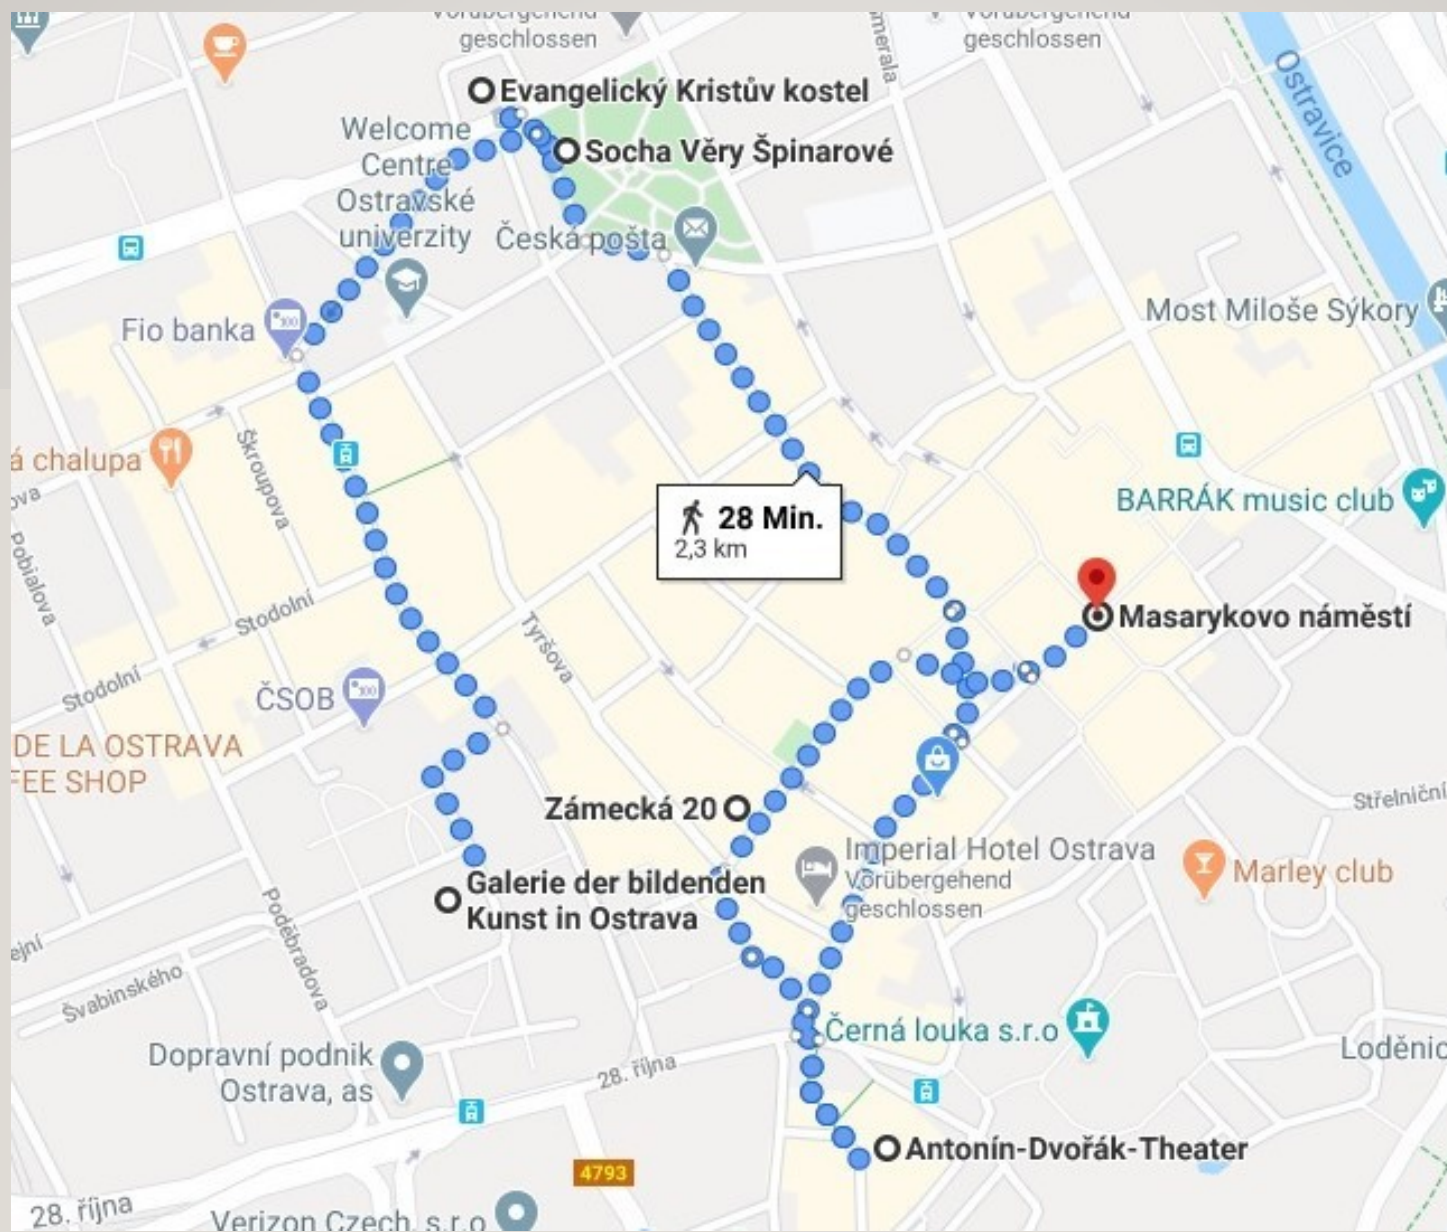 Vorübergehend
geschlossen
Vorübergehend
geschlossen
Evangelický Kristův kostel
Welcome
Centre
Ostravské
univerzity
Socha Věry Špinarové
Ostravice
Česká pošta
Fio banka
Most Miloše Sýkory
á chalupa
Škroupova
28 Min.
2,3 km
BARRÁK music club
Stodolní
Masarykovo náměstí
Tyršova
Stodolní
ČSOB
DE LA OSTRAVA
FEE SHOP
Zámecká 20
Střelniční
Imperial Hotel Ostrava
Vorübergehend
geschlossen
Marley club
Galerie der bildenden
Kunst in Ostrava
Poděbradova
ejní
Švabinského
Černá louka s.r.o
Loděnic
Dopravní podnik
Ostrava, as
28. října
Antonín-Dvořák-Theater
4793
28. října
Verizon Czech, s.r.o